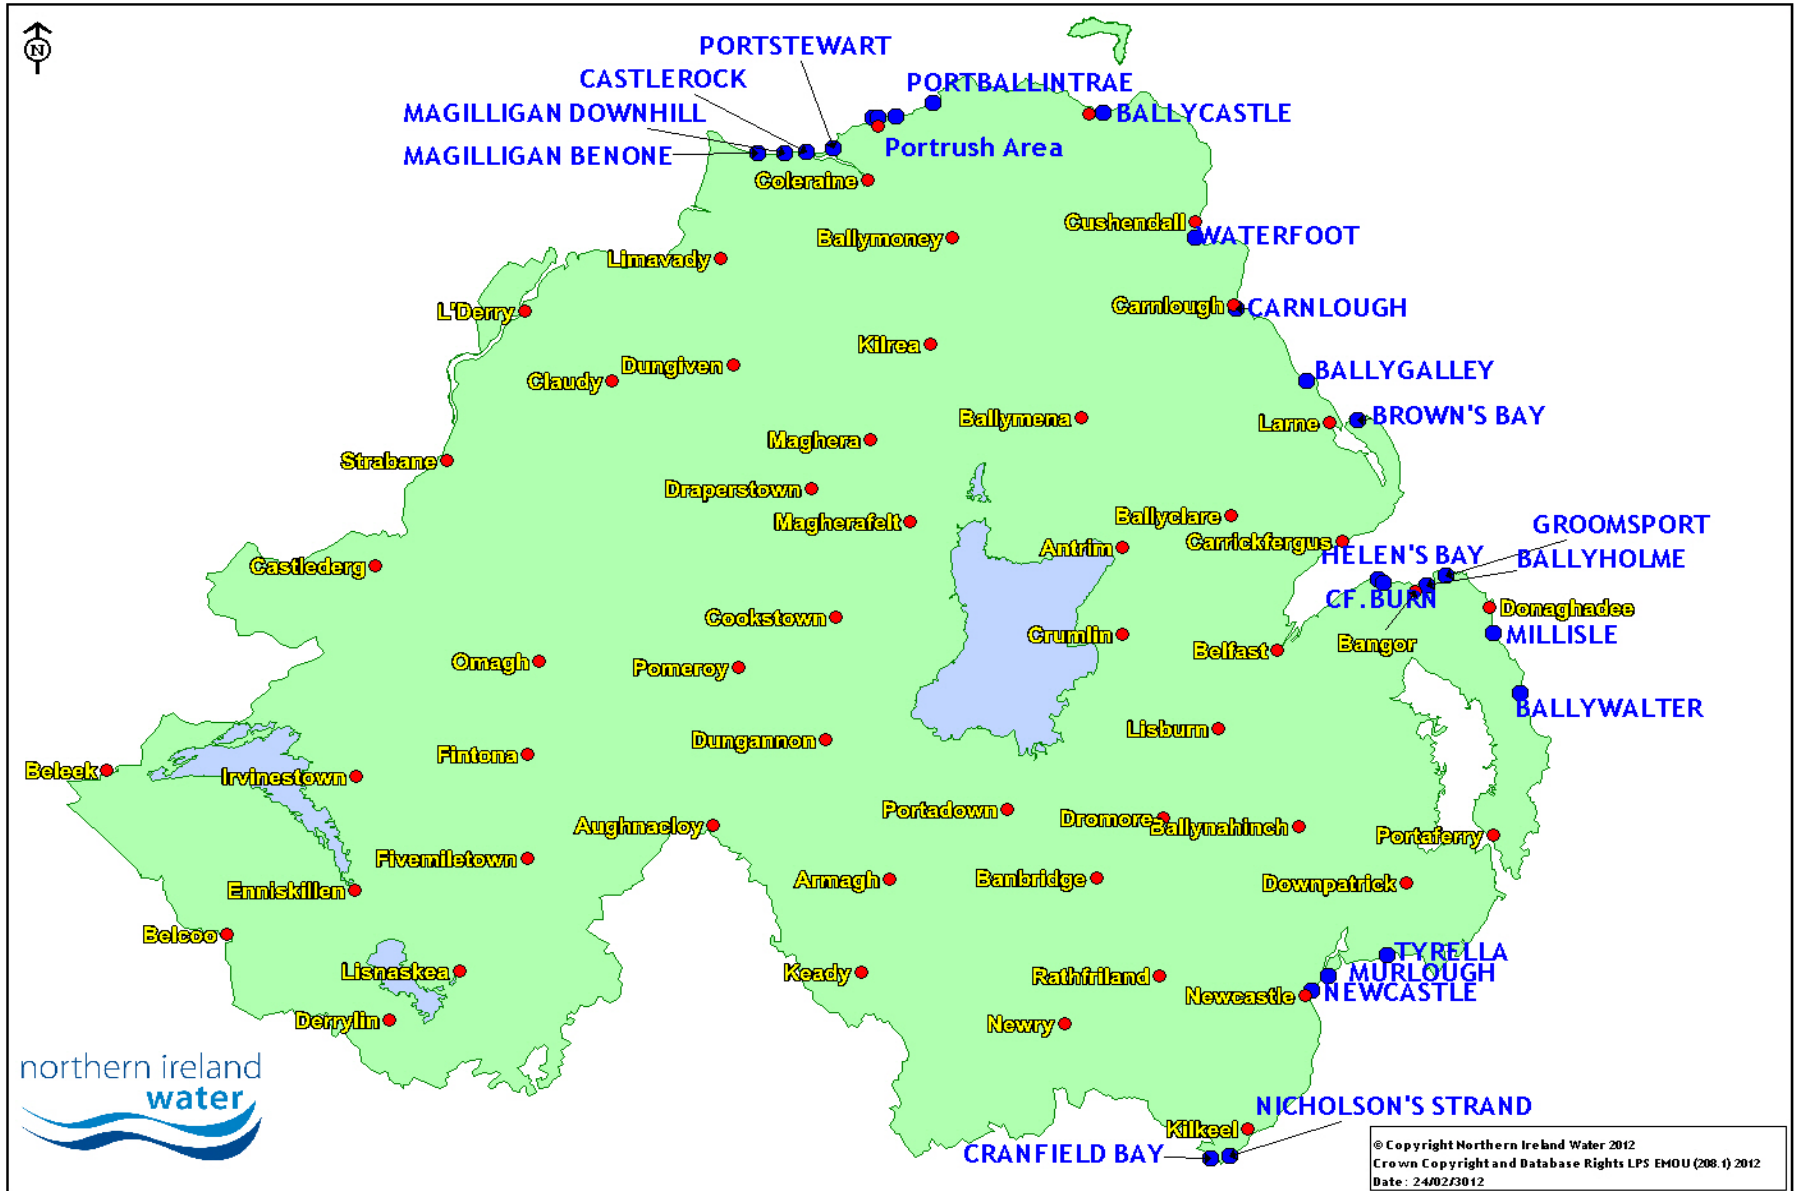 N
PORTSTEWART
CASTLEROCK
PORTBALLINTRAE
MAGILLIGAN DOWNHILL
BALLYCASTLE
MAGILLIGAN BENONE
Portrush Area
Coleraine
Cushendall
WATERFOOT
Ballymoney
Limavady
L'Derry
Carnlough
CARNLOUGH
Kilrea
Dungiven
Claudy
BALLYGALLEY
Ballymena
Larne
BROWN'S BAY
Maghera
Strabane
Draperstown
Magherafelt
Ballyclare
GROOMSPORT
Antrim
Carrickfergus
HELEN'S BAY
BALLYHOLME
Castlederg
CF.BURN
Donaghadee
Cookstown
Crumlin
MILLISLE
Belfast
Bangor
Omagh
Pomeroy
BALLYWALTER
Lisburn
Dungannon
Fintona
Beleek
Irvinestown
Portadown
Dromore
Ballynahinch
Aughnacloy
Portaferry
Fivemiletown
Armagh
Banbridge
Downpatrick
Enniskillen
Belcoo
TYRELLA
Lisnaskea
Keady
Rathfriland
MURLOUGH
Newcastle
NEWCASTLE
Derrylin
Newry
northern ireland
water
NICHOLSON'S STRAND
Kilkeel
CRANFIELD BAY
© Copyright Northern Ireland Water 2012
Crown Copyright and Database Rights LPS EMOU (208.1) 2012
Date: 24/02/3012